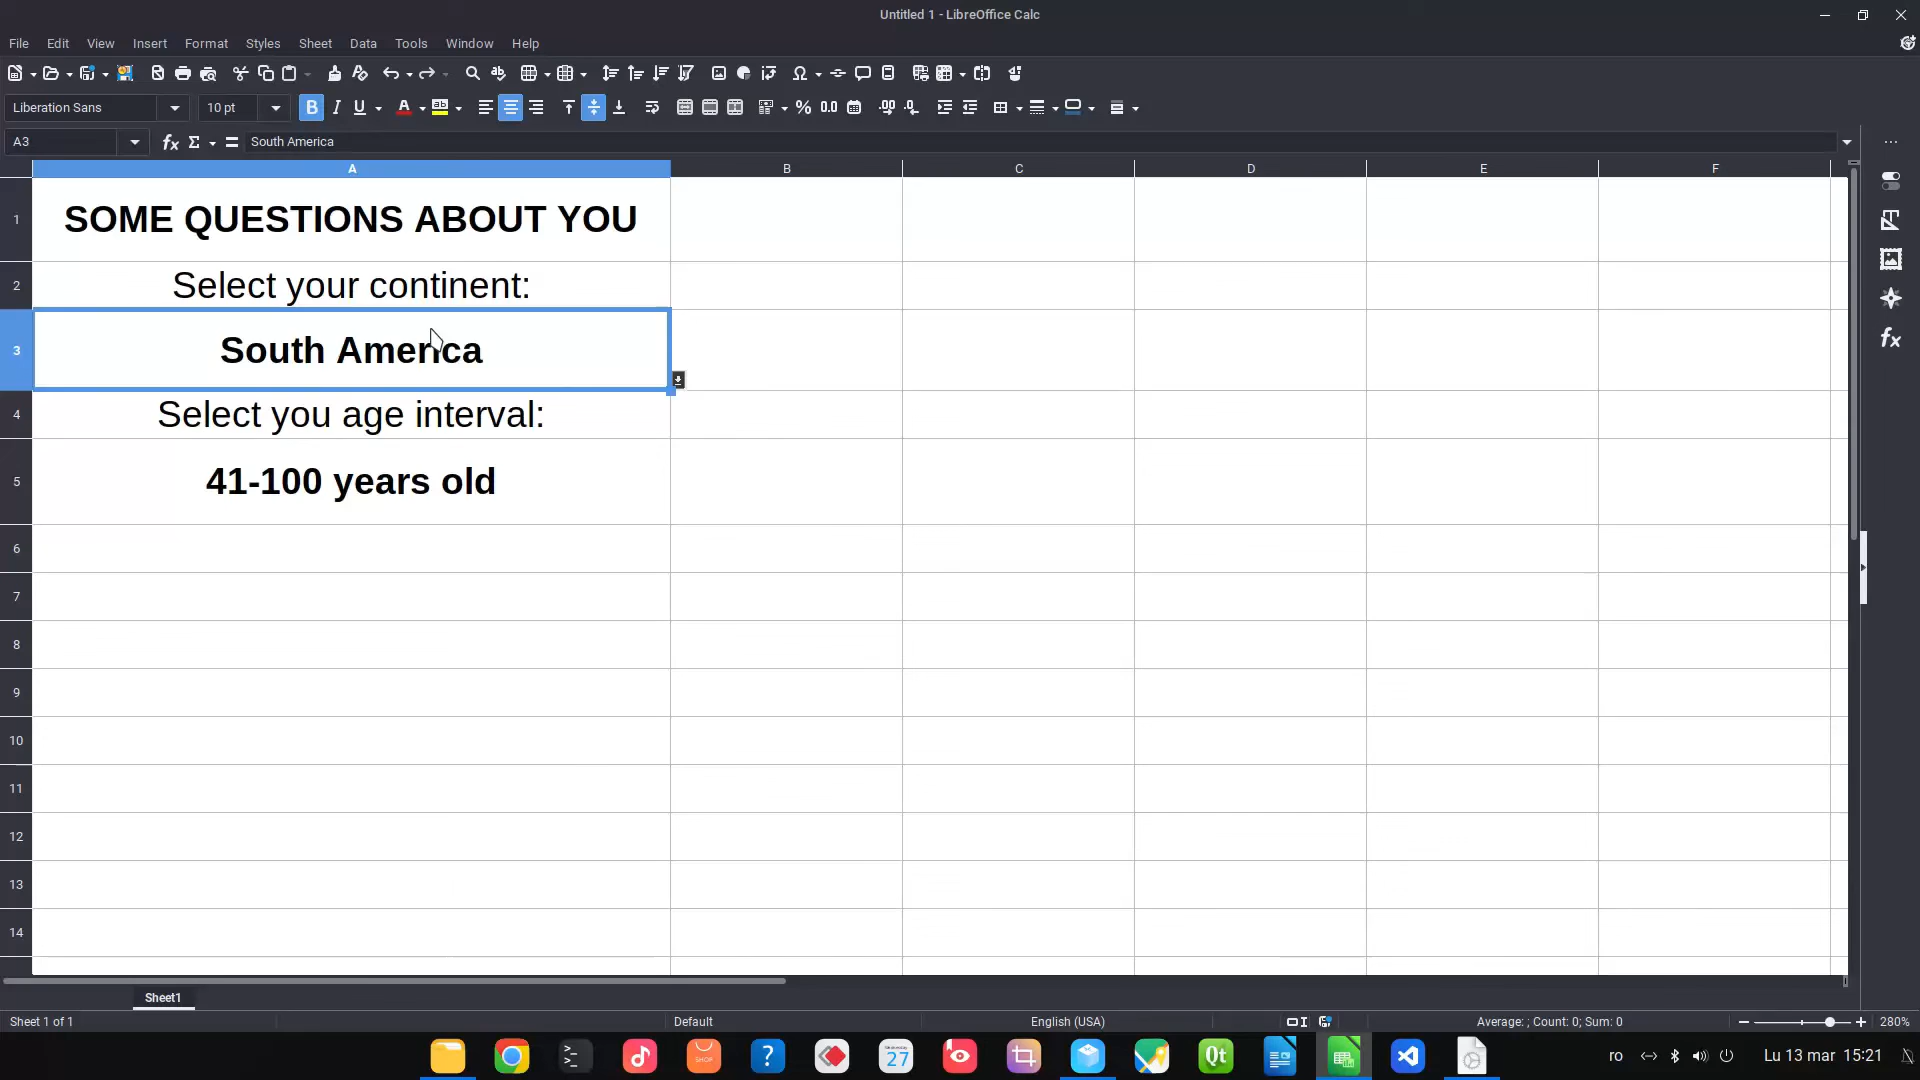 Untitled 1 - LibreOffice Calc
File Edit View Insert Format Styles Sheet Data Tools Window Help
Liberation Sans 10 pt
A3 South America
A B C D E F
1 SOME QUESTIONS ABOUT YOU
2 Select your continent:
3 South America
4 Select you age interval:
5 41-100 years old
6
7
8
9
10
11
12
13
14
Sheet1
Sheet 1 of 1 Default English (USA) Average: ; Count: 0; Sum: 0 280%
ro Lu 13 mar 15:21